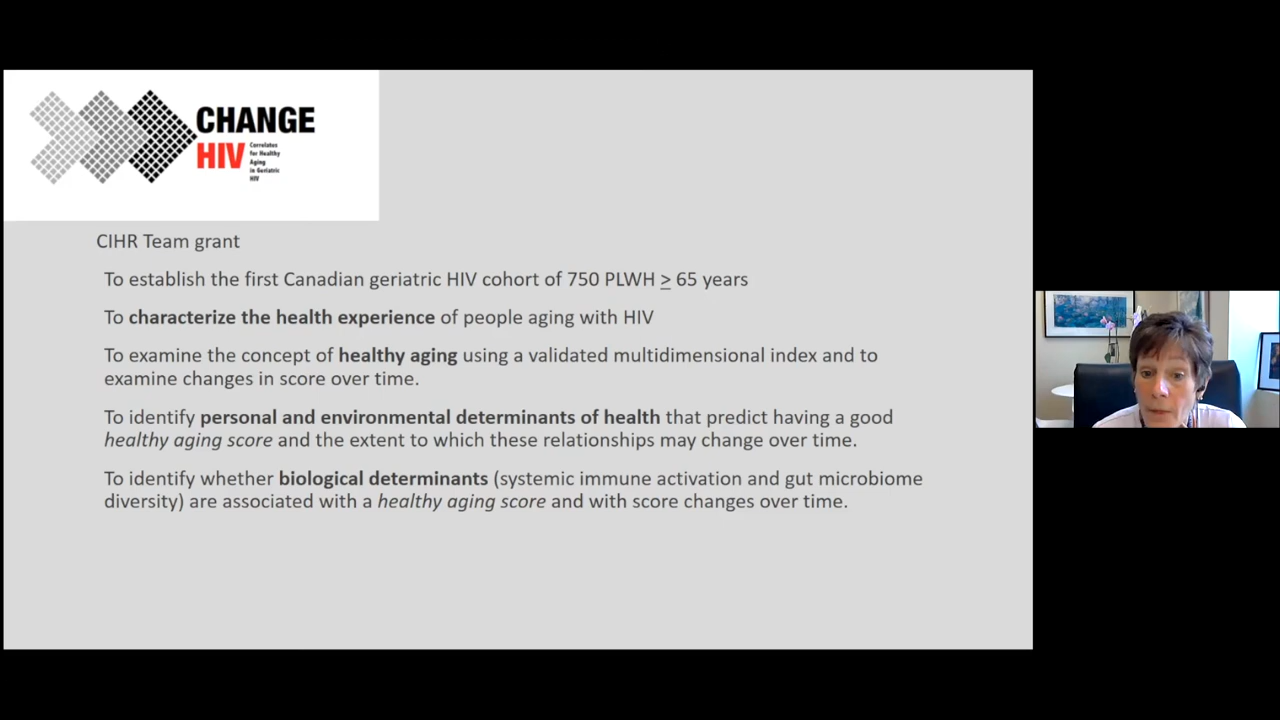 CHANGE
HIV
Correlates
for Healthy
Aging
in Geriatric
HIV
CIHR Team grant
To establish the first Canadian geriatric HIV cohort of 750 PLWH ≥ 65 years
To characterize the health experience of people aging with HIV
To examine the concept of healthy aging using a validated multidimensional index and to
examine changes in score over time.
To identify personal and environmental determinants of health that predict having a good
healthy aging score and the extent to which these relationships may change over time.
To identify whether biological determinants (systemic immune activation and gut microbiome
diversity) are associated with a healthy aging score and with score changes over time.